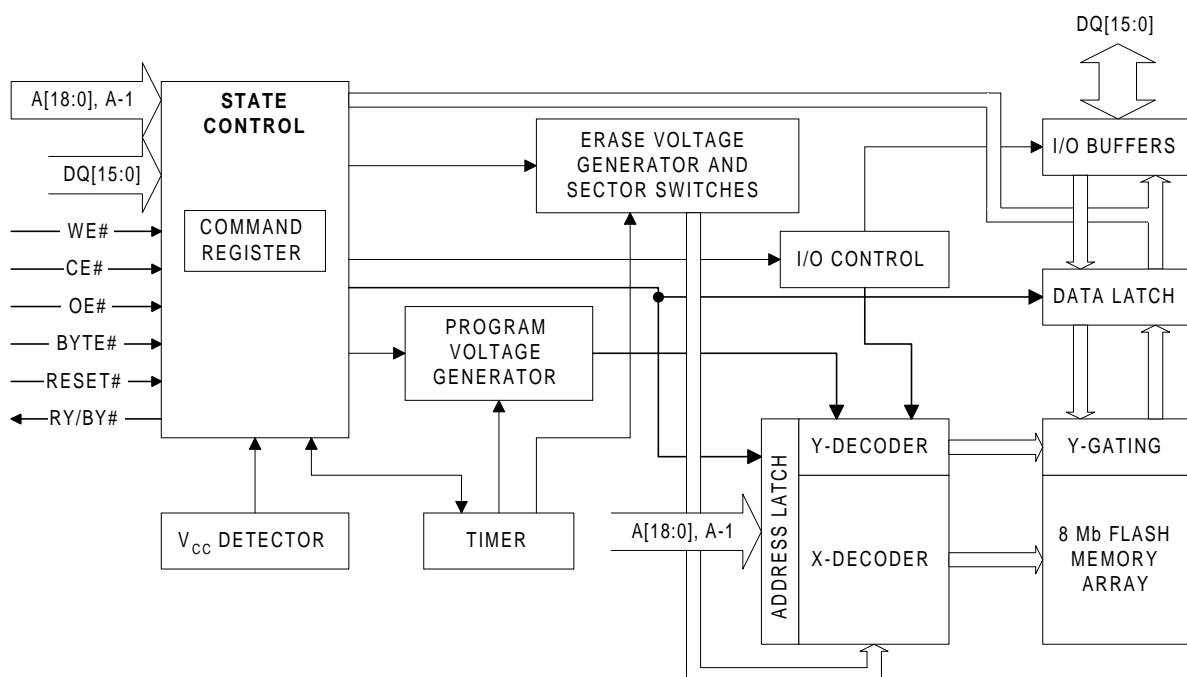 DQ[15:0]
A[18:0], A-1
STATE
CONTROL
DQ[15:0]
ERASE VOLTAGE
GENERATOR AND
SECTOR SWITCHES
I/O BUFFERS
WE#
COMMAND
REGISTER
CE#
I/O CONTROL
OE#
DATA LATCH
BYTE#
PROGRAM
VOLTAGE
GENERATOR
RESET#
RY/BY#
ADDRESS LATCH
Y-DECODER
Y-GATING
VCC DETECTOR
TIMER
A[18:0], A-1
X-DECODER
8 Mb FLASH
MEMORY
ARRAY